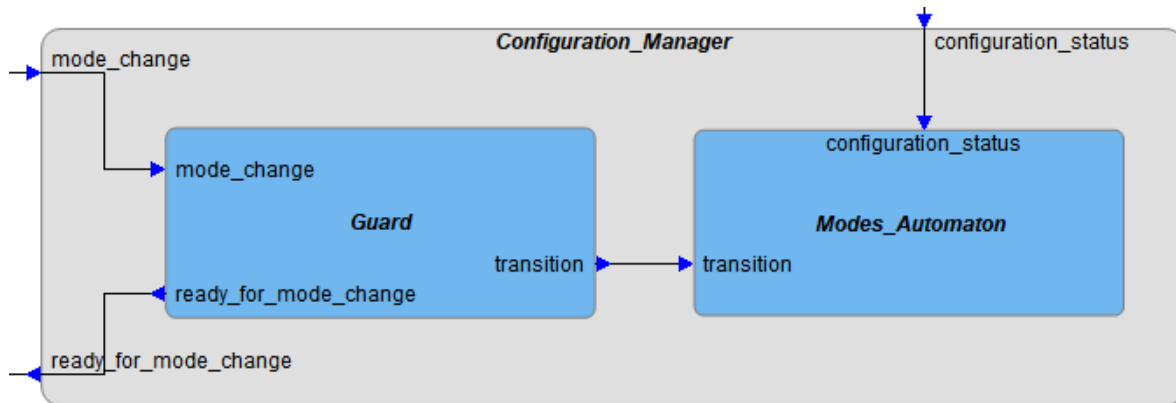 Configuration_Manager
configuration_status
mode_change
configuration_status
mode_change
Guard
Modes_Automaton
transition
transition
ready_for_mode_change
ready_for_mode_change